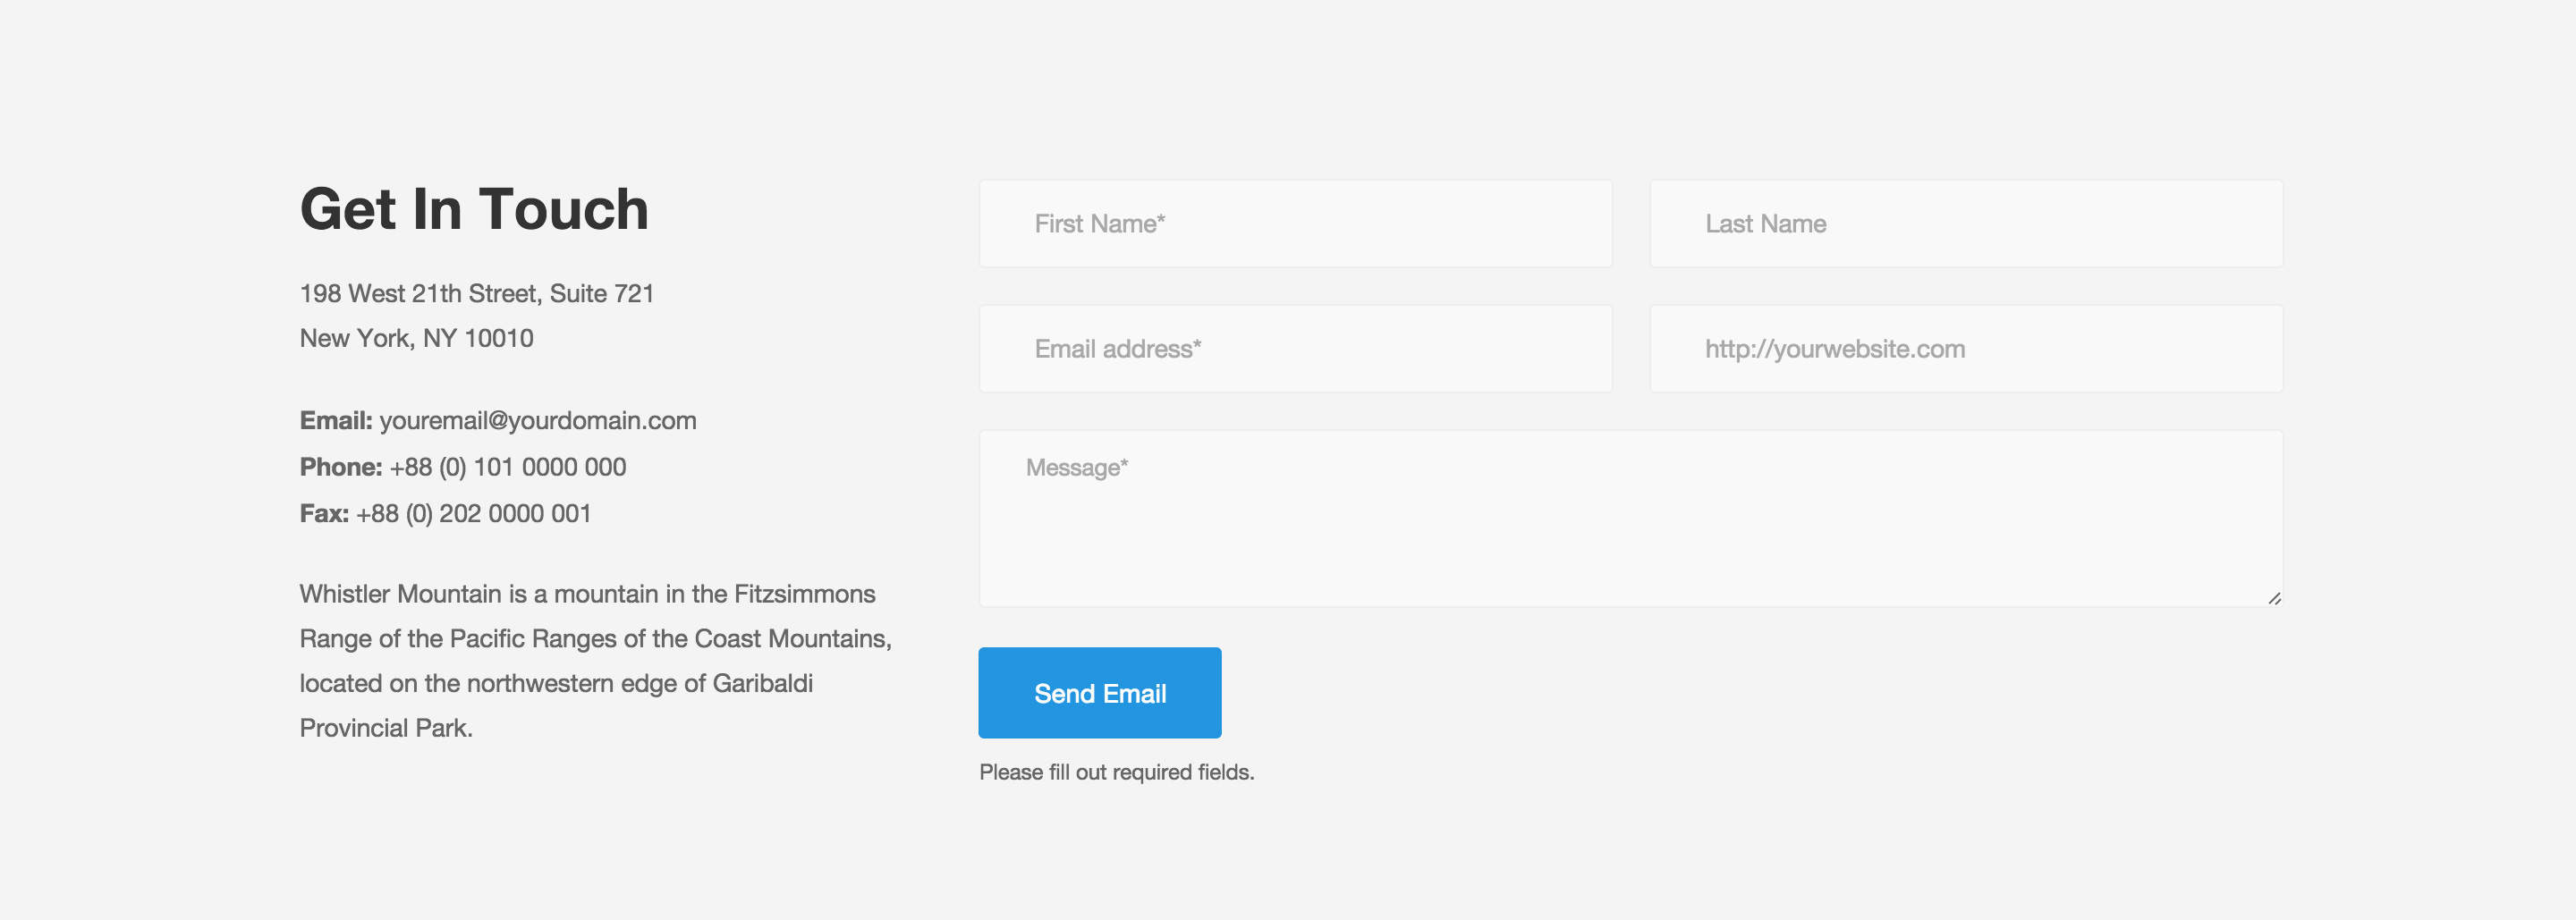 Get In Touch
198 West 21th Street, Suite 721
New York, NY 10010
Email: youremail@yourdomain.com
Phone: +88 (0) 101 0000 000
Fax: +88 (0) 202 0000 001
Whistler Mountain is a mountain in the Fitzsimmons
Range of the Pacific Ranges of the Coast Mountains,
located on the northwestern edge of Garibaldi
Provincial Park.
First Name*
Last Name
Email address*
http://yourwebsite.com
Message*
Send Email
Please fill out required fields.